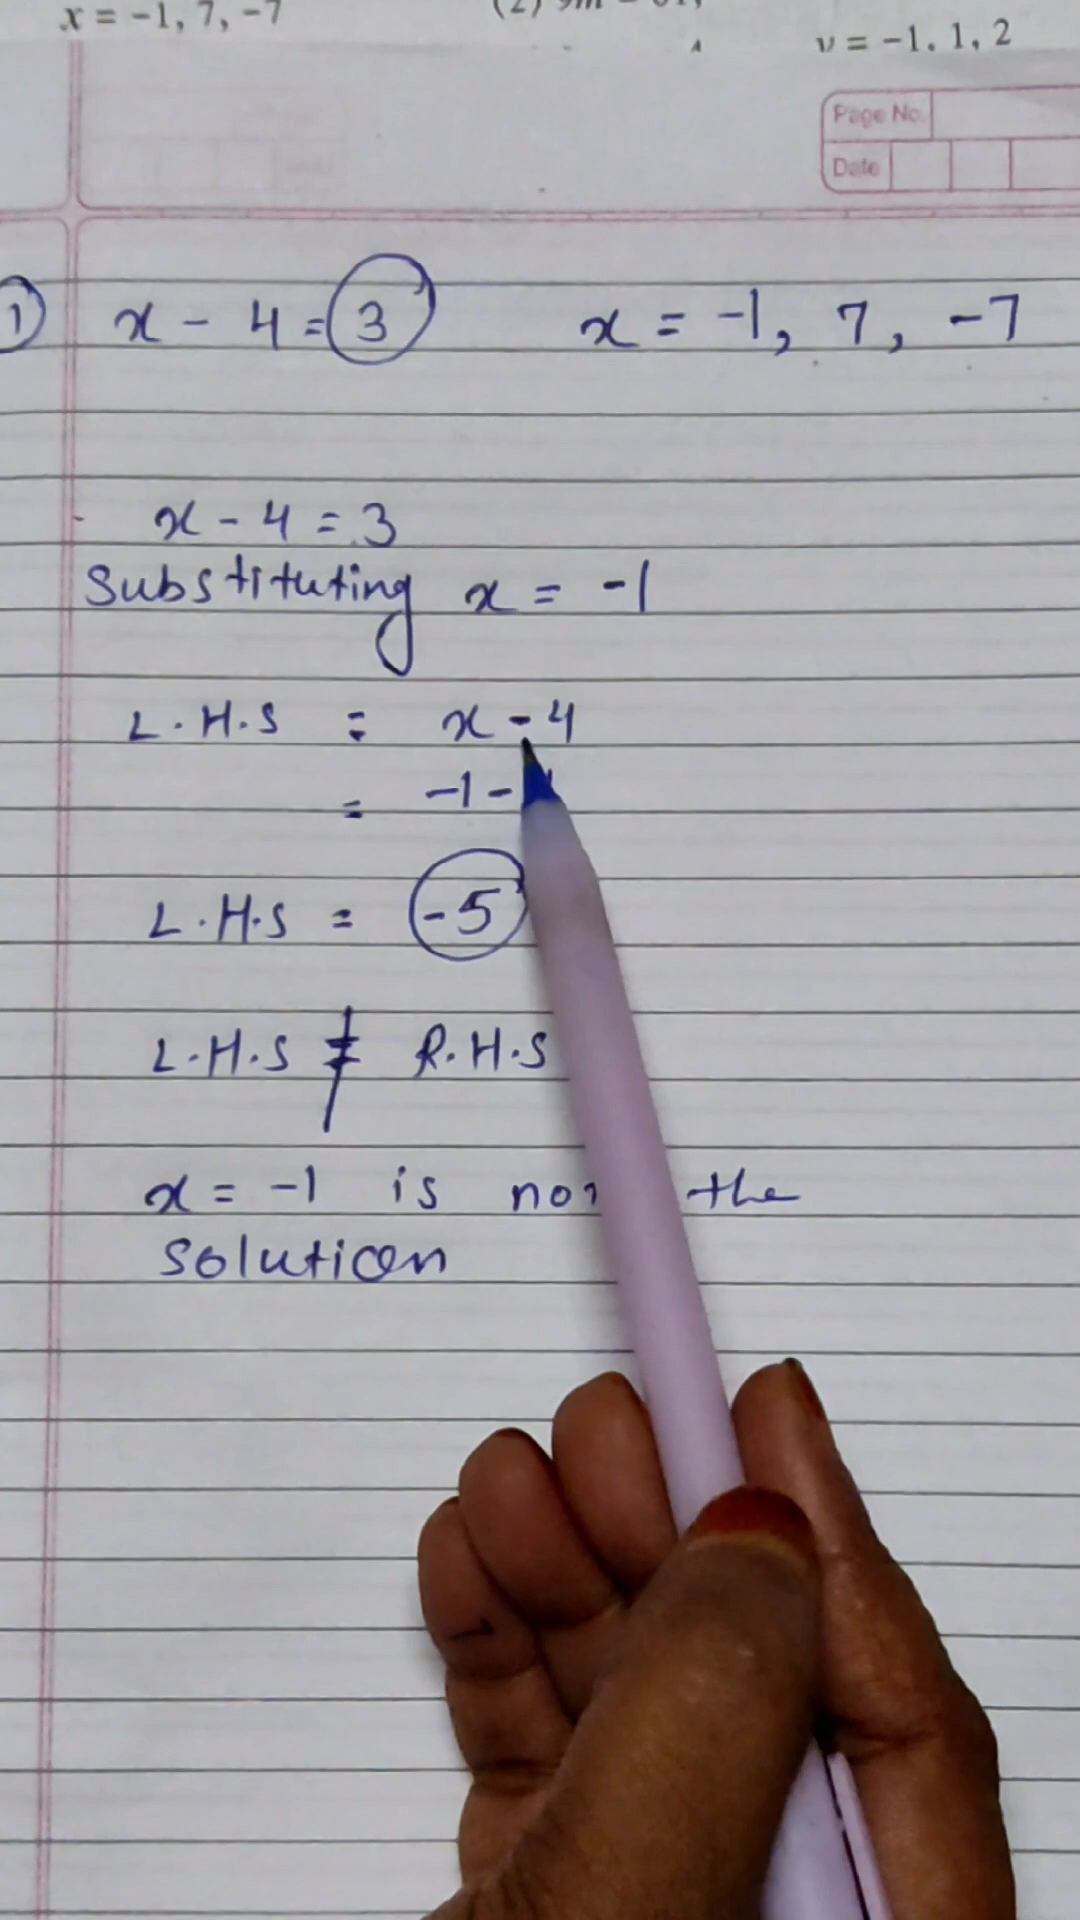 x = -1, 7, -7
v = -1, 1, 2
Page No.
Date
1) x - 4 = 3 x = -1, 7, -7
x - 4 = 3
Substituting x = -1
L.H.S = x - 4
= -1 -
L.H.S = -5
L.H.S ≠ R.H.S
x = -1 is the
solution